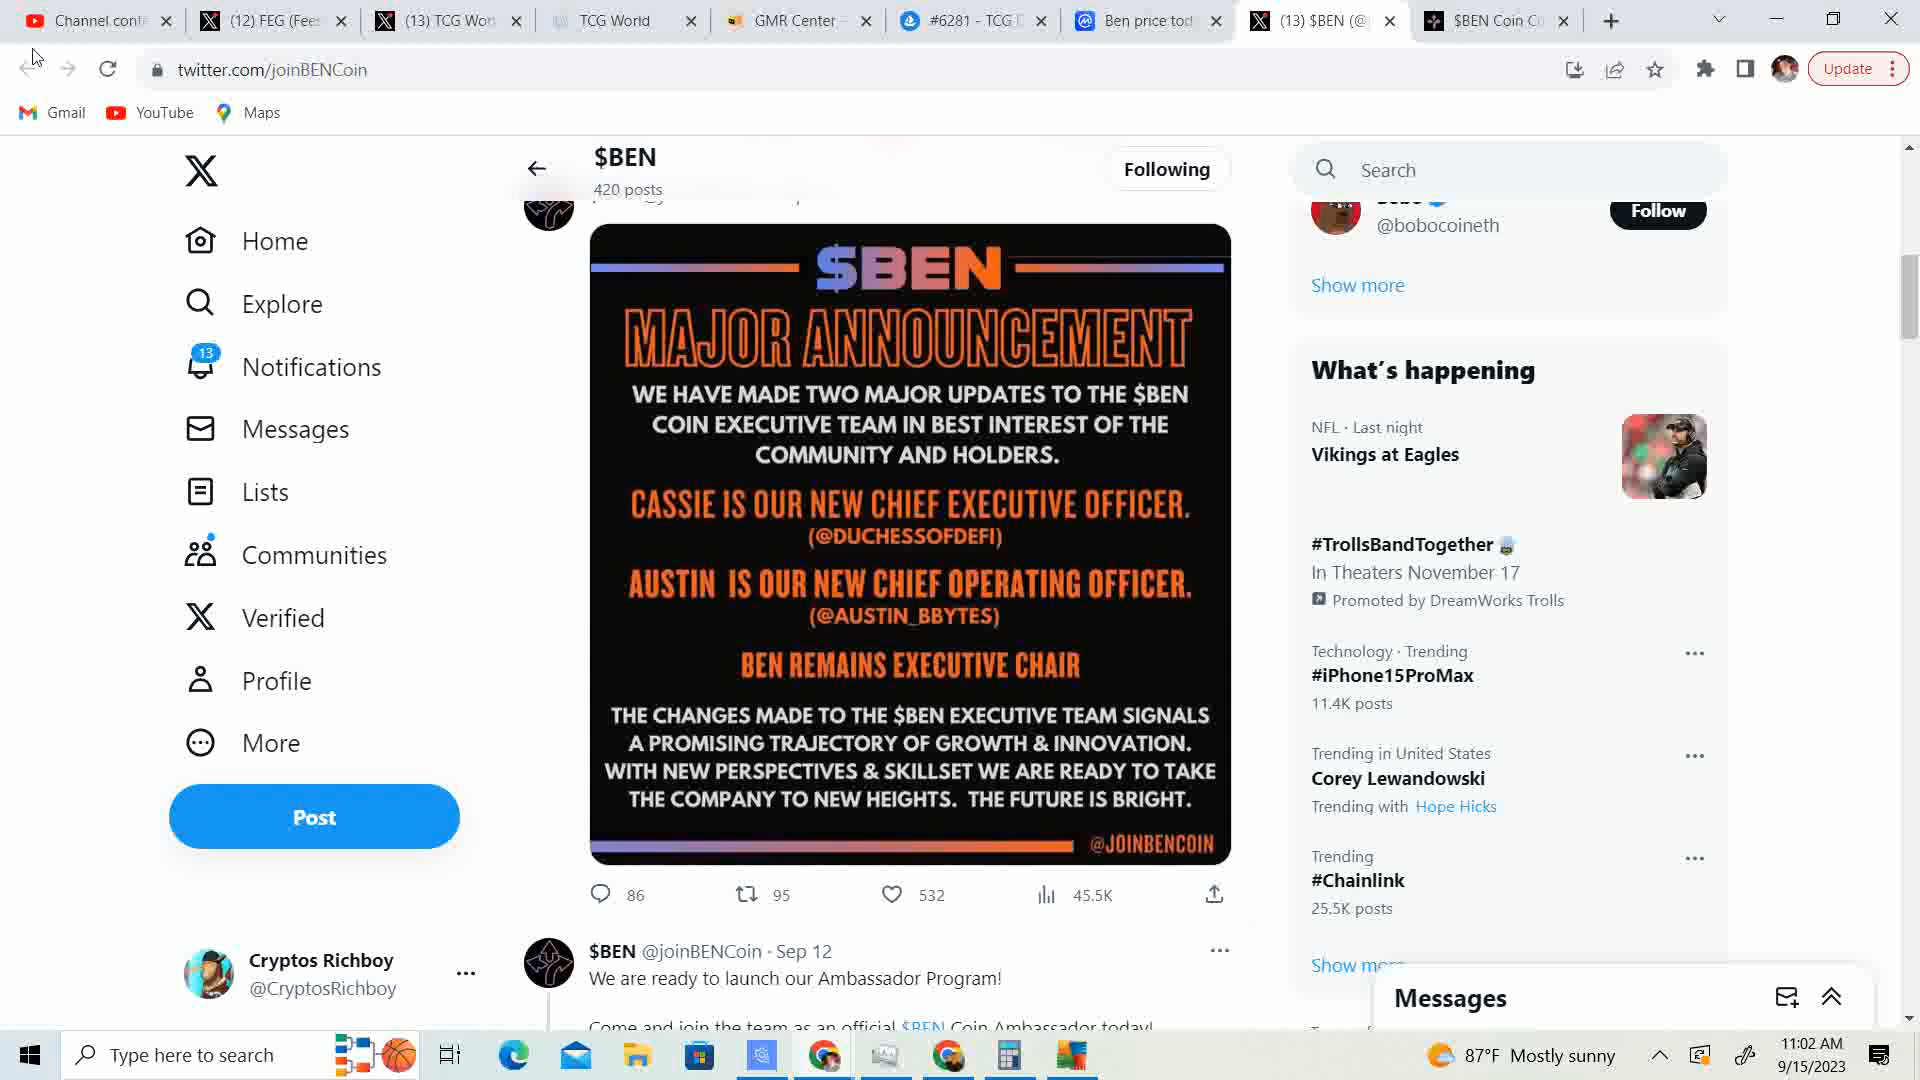 Channel.cont
(12) FEG (Fee
(13) TCG Wor
TCG World
GMR Center -
#6281 - TCG
Ben price tod
(13) $BEN (@
$BEN Coin C
twitter.com/joinBENCoin
Update
Gmail
YouTube
Maps
$BEN
420 posts
Following
Search
@bobocoineth
Follow
Show more
Home
Explore
13
Notifications
Messages
Lists
Communities
Verified
Profile
More
Post
Cryptos Richboy
@CryptosRichboy
$BEN
MAJOR ANNOUNCEMENT
WE HAVE MADE TWO MAJOR UPDATES TO THE $BEN
COIN EXECUTIVE TEAM IN BEST INTEREST OF THE
COMMUNITY AND HOLDERS.
CASSIE IS OUR NEW CHIEF EXECUTIVE OFFICER.
(@DUCHESSOFDEFI)
AUSTIN IS OUR NEW CHIEF OPERATING OFFICER.
(@AUSTIN_BBYTES)
BEN REMAINS EXECUTIVE CHAIR
THE CHANGES MADE TO THE $BEN EXECUTIVE TEAM SIGNALS
A PROMISING TRAJECTORY OF GROWTH & INNOVATION.
WITH NEW PERSPECTIVES & SKILLSET WE ARE READY TO TAKE
THE COMPANY TO NEW HEIGHTS. THE FUTURE IS BRIGHT.
@JOINBENCOIN
86
95
532
45.5K
$BEN @joinBENCoin · Sep 12
We are ready to launch our Ambassador Program!
Come and join the team as an official $BEN Coin Ambassador today!
What's happening
NFL · Last night
Vikings at Eagles
#TrollsBandTogether
In Theaters November 17
Promoted by DreamWorks Trolls
Technology · Trending
#iPhone15ProMax
11.4K posts
Trending in United States
Corey Lewandowski
Trending with Hope Hicks
Trending
#Chainlink
25.5K posts
Show more
Messages
Type here to search
87°F Mostly sunny
11:02 AM
9/15/2023